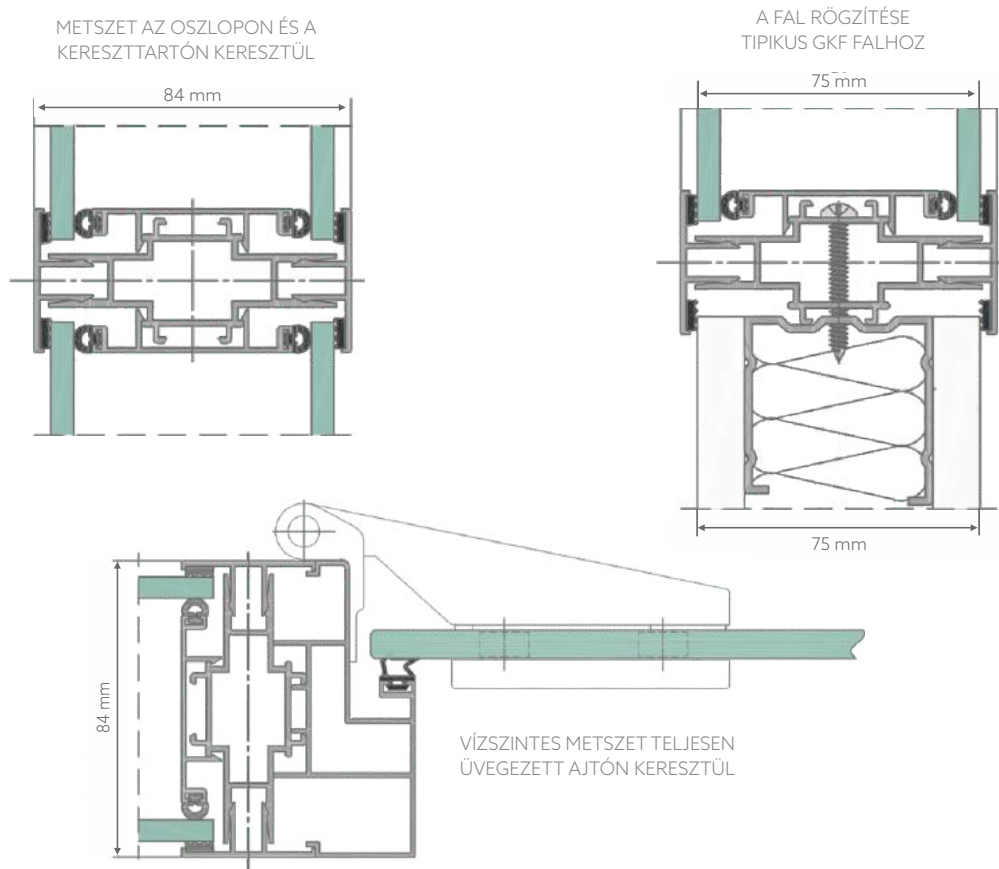 METSZET AZ OSZLOPON ÉS A
KERESZTTARTÓN KERESZTÜL
84 mm
A FAL RÖGZÍTÉSE
TIPIKUS GKF FALHOZ
75 mm
75 mm
84 mm
VÍZSZINTES METSZET TELJESEN
ÜVEGEZETT AJTÓN KERESZTÜL